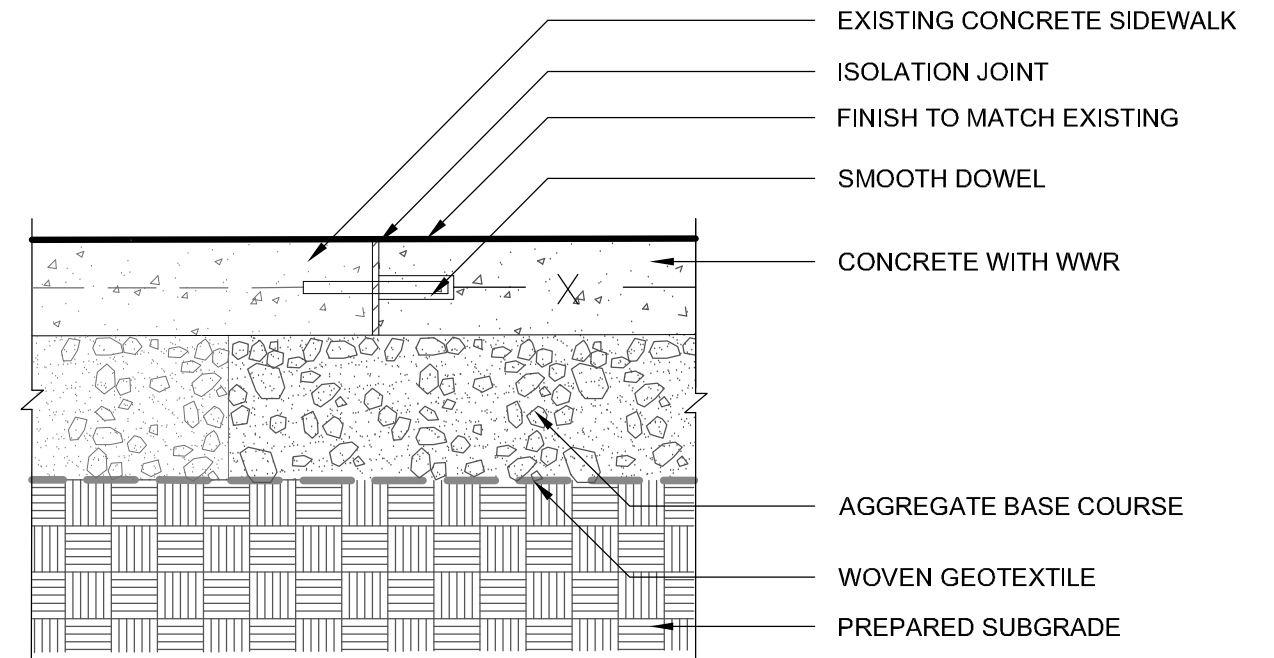 EXISTING CONCRETE SIDEWALK
ISOLATION JOINT
FINISH TO MATCH EXISTING
SMOOTH DOWEL
CONCRETE WITH WWR
AGGREGATE BASE COURSE
WOVEN GEOTEXTILE
PREPARED SUBGRADE